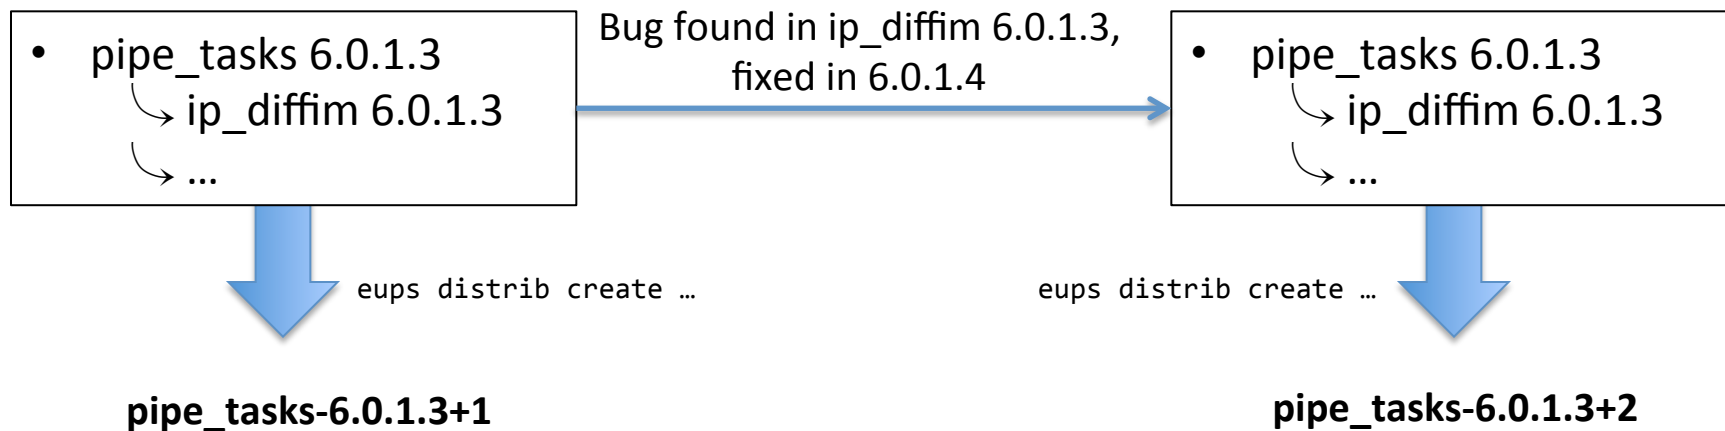 • pipe_tasks 6.0.1.3
ip_diffim 6.0.1.3
...
Bug found in ip_diffim 6.0.1.3,
fixed in 6.0.1.4
• pipe_tasks 6.0.1.3
ip_diffim 6.0.1.3
...
eups distrib create …
eups distrib create …
pipe_tasks-6.0.1.3+1
pipe_tasks-6.0.1.3+2